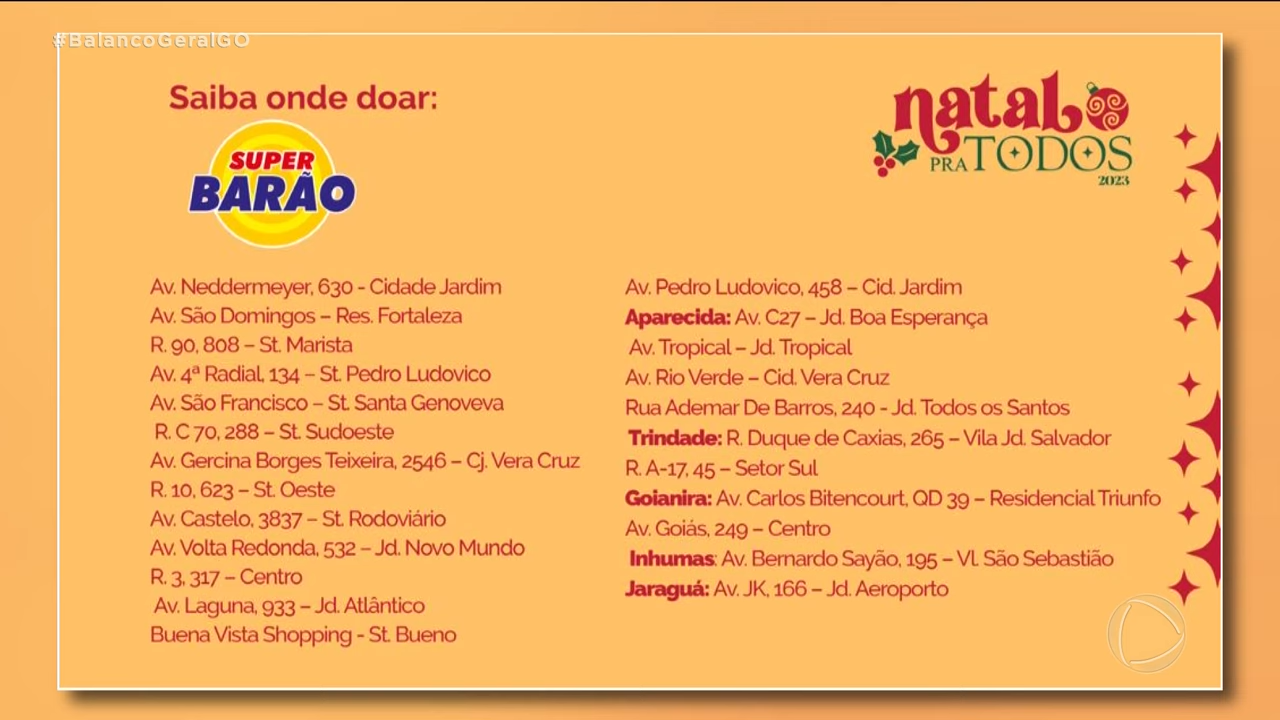 #BalancoGeralGO
Saiba onde doar:
SUPER
BARÃO
natal
PRA TODOS
2023
Av. Neddermeyer, 630 - Cidade Jardim
Av. São Domingos – Res. Fortaleza
R. 90, 808 – St. Marista
Av. 4ª Radial, 134 – St. Pedro Ludovico
Av. São Francisco – St. Santa Genoveva
R. C 70, 288 – St. Sudoeste
Av. Gercina Borges Teixeira, 2546 – Cj. Vera Cruz
R. 10, 623 – St. Oeste
Av. Castelo, 3837 – St. Rodoviário
Av. Volta Redonda, 532 – Jd. Novo Mundo
R. 3, 317 – Centro
Av. Laguna, 933 – Jd. Atlântico
Buena Vista Shopping - St. Bueno
Av. Pedro Ludovico, 458 – Cid. Jardim
Aparecida: Av. C27 – Jd. Boa Esperança
Av. Tropical – Jd. Tropical
Av. Rio Verde – Cid. Vera Cruz
Rua Ademar De Barros, 240 - Jd. Todos os Santos
Trindade: R. Duque de Caxias, 265 – Vila Jd. Salvador
R. A-17, 45 – Setor Sul
Goianira: Av. Carlos Bitencourt, QD 39 – Residencial Triunfo
Av. Goiás, 249 – Centro
Inhumas: Av. Bernardo Sayão, 195 – Vl. São Sebastião
Jaraguá: Av. JK, 166 – Jd. Aeroporto